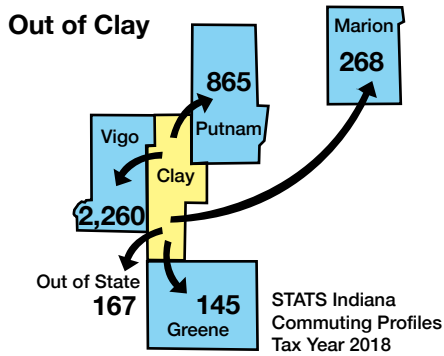 Out of Clay
Marion
268
865
Putnam
Vigo
Clay
2,260
Out of State
167
145
Greene
STATS Indiana
Commuting Profiles
Tax Year 2018